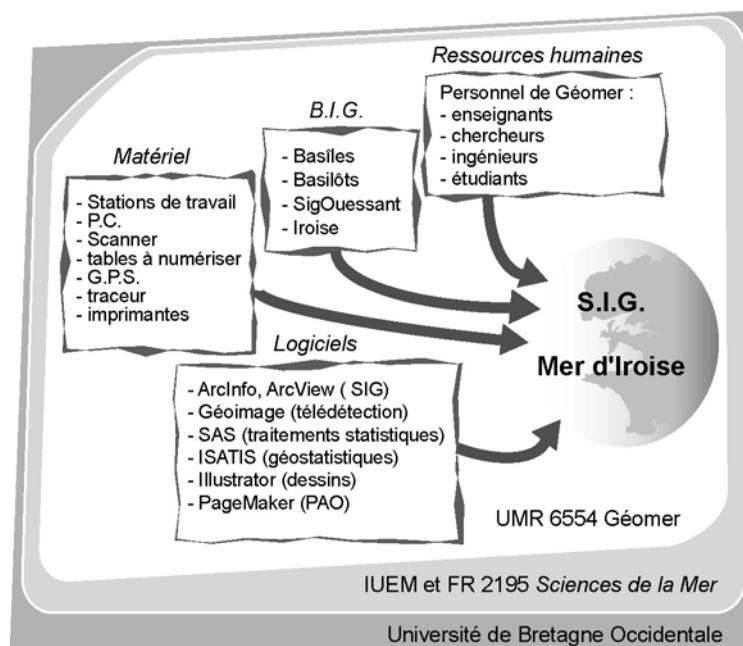 Ressources humaines
Personnel de Géomer :
- enseignants
- chercheurs
- ingénieurs
- étudiants
B.I.G.
- Basîles
- Basilôts
- SigOuessant
- Iroise
Matériel
- Stations de travail
- P.C.
- Scanner
- tables à numériser
- G.P.S.
- traceur
- imprimantes
Logiciels
- ArcInfo, ArcView ( SIG)
- Géoimage (télédétection)
- SAS (traitements statistiques)
- ISATIS (géostatistiques)
- Illustrator (dessins)
- PageMaker (PAO)
S.I.G.
Mer d'Iroise
UMR 6554 Géomer
IUEM et FR 2195 Sciences de la Mer
Université de Bretagne Occidentale